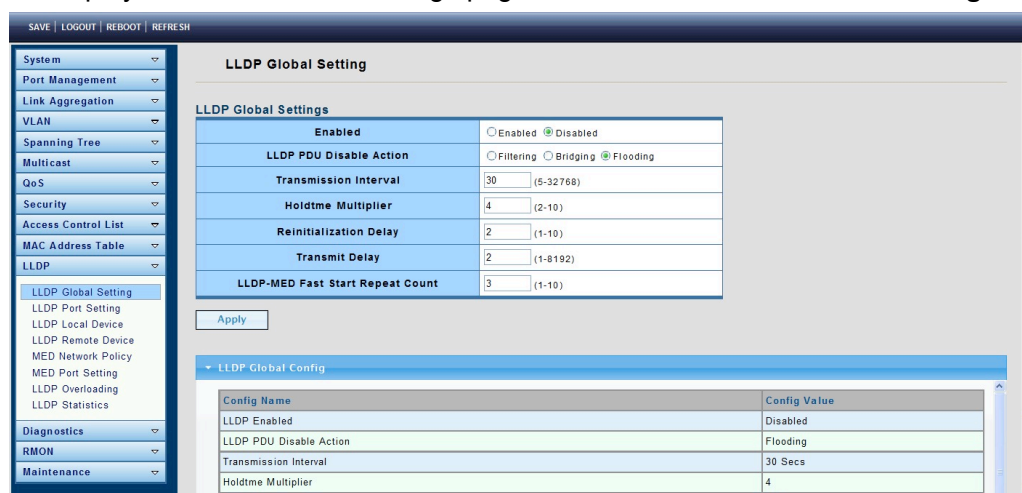 SAVE | LOGOUT | REBOOT | REFRESH
System
Port Management
Link Aggregation
VLAN
Spanning Tree
Multicast
QoS
Security
Access Control List
MAC Address Table
LLDP
LLDP Global Setting
LLDP Port Setting
LLDP Local Device
LLDP Remote Device
MED Network Policy
MED Port Setting
LLDP Overloading
LLDP Statistics
Diagnostics
RMON
Maintenance
LLDP Global Setting
LLDP Global Settings
Enabled Enabled Disabled
LLDP PDU Disable Action Filtering Bridging Flooding
Transmission Interval 30 (5-32768)
Holdtme Multiplier 4 (2-10)
Reinitialization Delay 2 (1-10)
Transmit Delay 2 (1-8192)
LLDP-MED Fast Start Repeat Count 3 (1-10)
Apply
LLDP Global Config
Config Name Config Value
LLDP Enabled Disabled
LLDP PDU Disable Action Flooding
Transmission Interval 30 Secs
Holdtme Multiplier 4